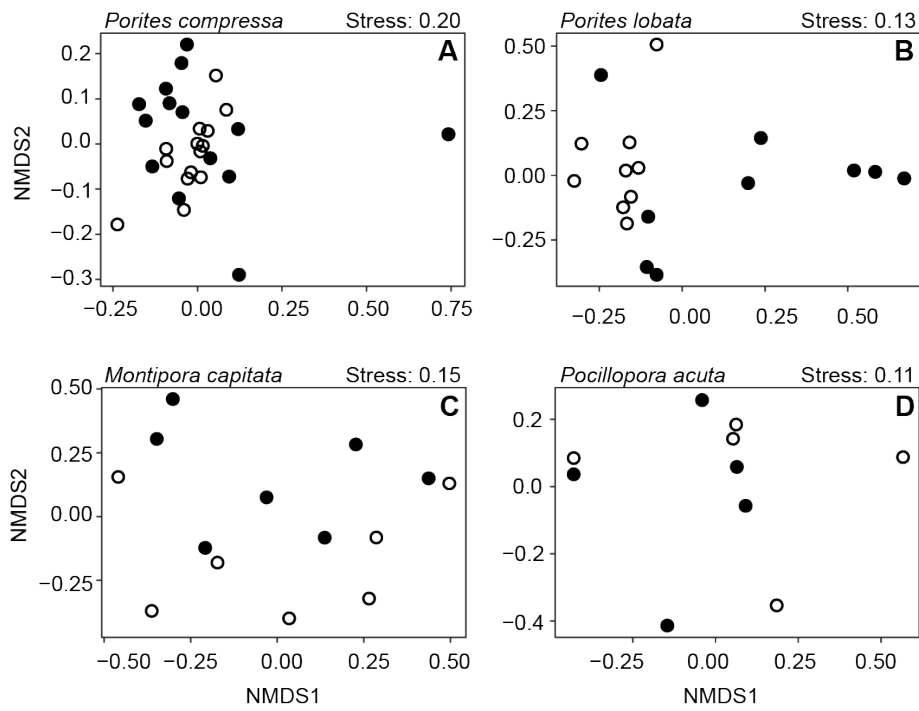 Porites compressa Stress: 0.20
A
0.2
0.1
0.0
−0.1
−0.2
−0.3
NMDS2
−0.25 0.00 0.25 0.50 0.75
Porites lobata Stress: 0.13
B
0.50
0.25
0.00
−0.25
−0.25 0.00 0.25 0.50
Montipora capitata Stress: 0.15
C
0.50
0.25
0.00
−0.25
NMDS2
−0.50 −0.25 0.00 0.25 0.50
NMDS1
Pocillopora acuta Stress: 0.11
D
0.2
0.0
−0.2
−0.4
−0.25 0.00 0.25 0.50
NMDS1